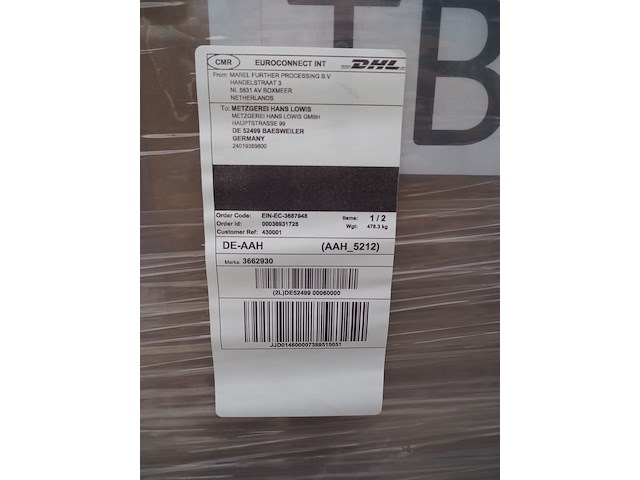 TB
CMR EUROCONNECT INT DHL
From: MAREL FURTHER PROCESSING B.V
HANDELSTRAAT 3
NL 5831 AV BOXMEER
NETHERLANDS
To: METZGEREI HANS LOWIS
METZGEREI HANS LOWIS GMBH
HAUPTSTRASSE 99
DE 52499 BAESWEILER
GERMANY
24019389800
Order Code: EIN-EC-3687948 Items: 1 / 2
Order Id: 00036931728 Wgt: 478.3 kg
Customer Ref: 430001
DE-AAH (AAH_5212)
Marks: 3662930
(2L)DE52499 00060000
JJD014600007389515051